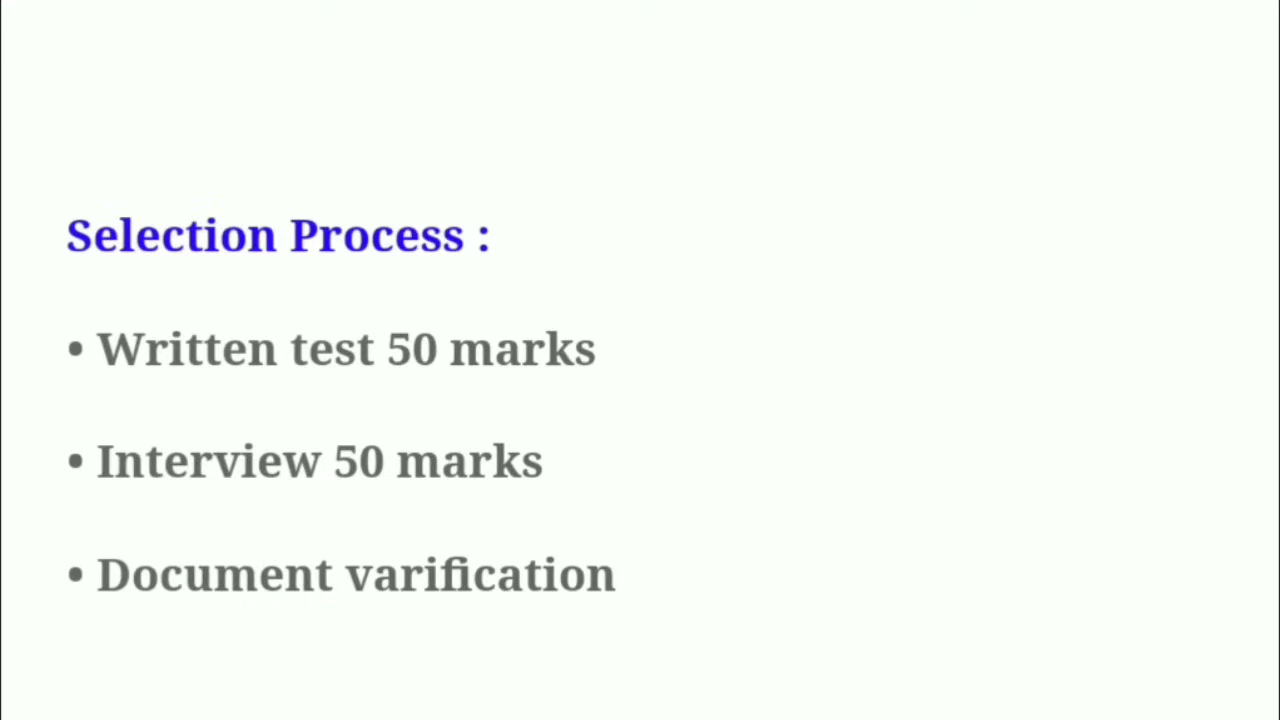 Selection Process :
• Written test 50 marks
• Interview 50 marks
• Document varification